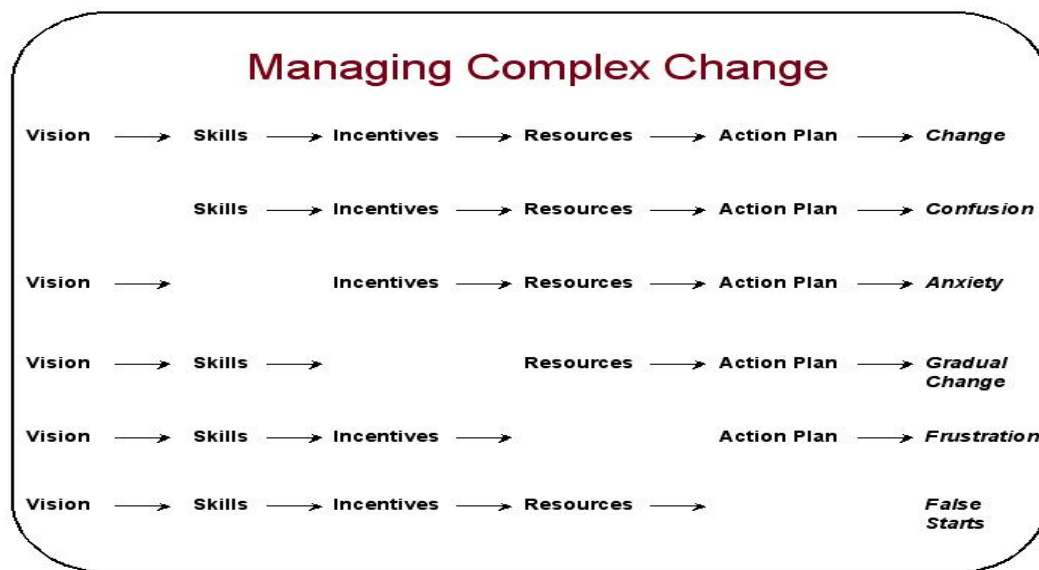 Managing Complex Change
Vision Skills Incentives Resources Action Plan Change
Skills Incentives Resources Action Plan Confusion
Vision Incentives Resources Action Plan Anxiety
Vision Skills Resources Action Plan Gradual
Change
Vision Skills Incentives Action Plan Frustration
Vision Skills Incentives Resources False
Starts